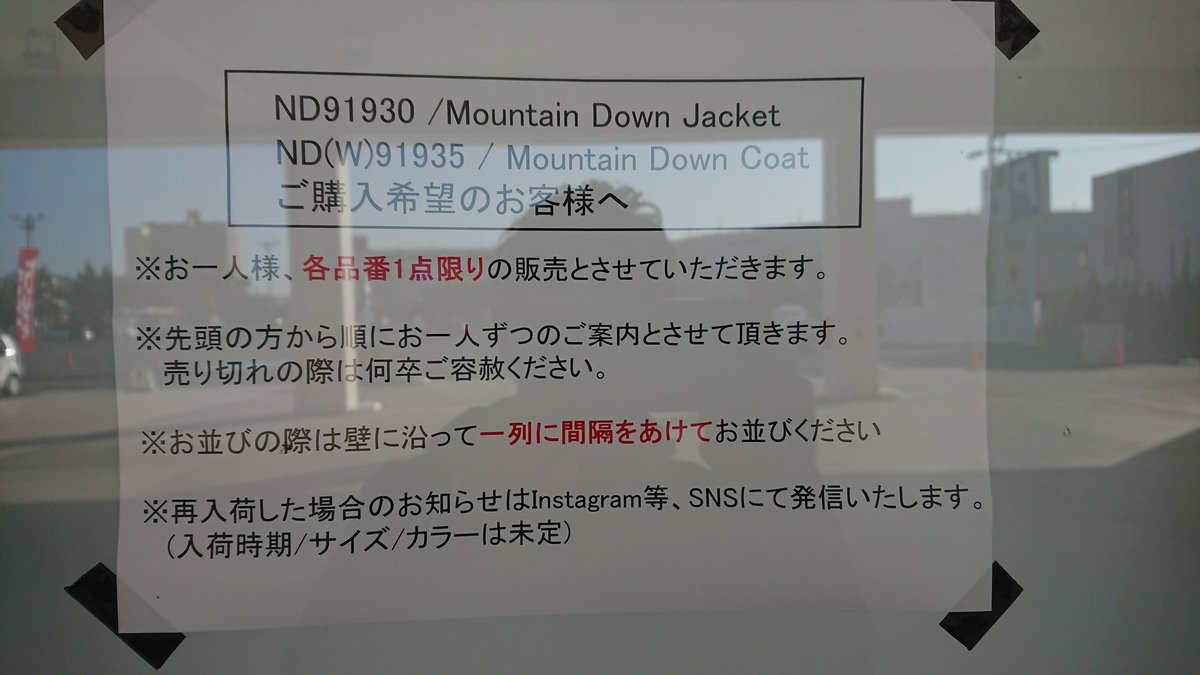 ND91930 /Mountain Down Jacket
ND(W)91935 / Mountain Down Coat
ご購入希望のお客様へ
※お一人様、各品番1点限りの販売とさせていただきます。
※先頭の方から順にお一人ずつのご案内とさせて頂きます。
売り切れの際は何卒ご容赦ください。
※お並びの際は壁に沿って一列に間隔をあけてお並びください
※再入荷した場合のお知らせはInstagram等、SNSにて発信いたします。
(入荷時期/サイズ/カラーは未定)